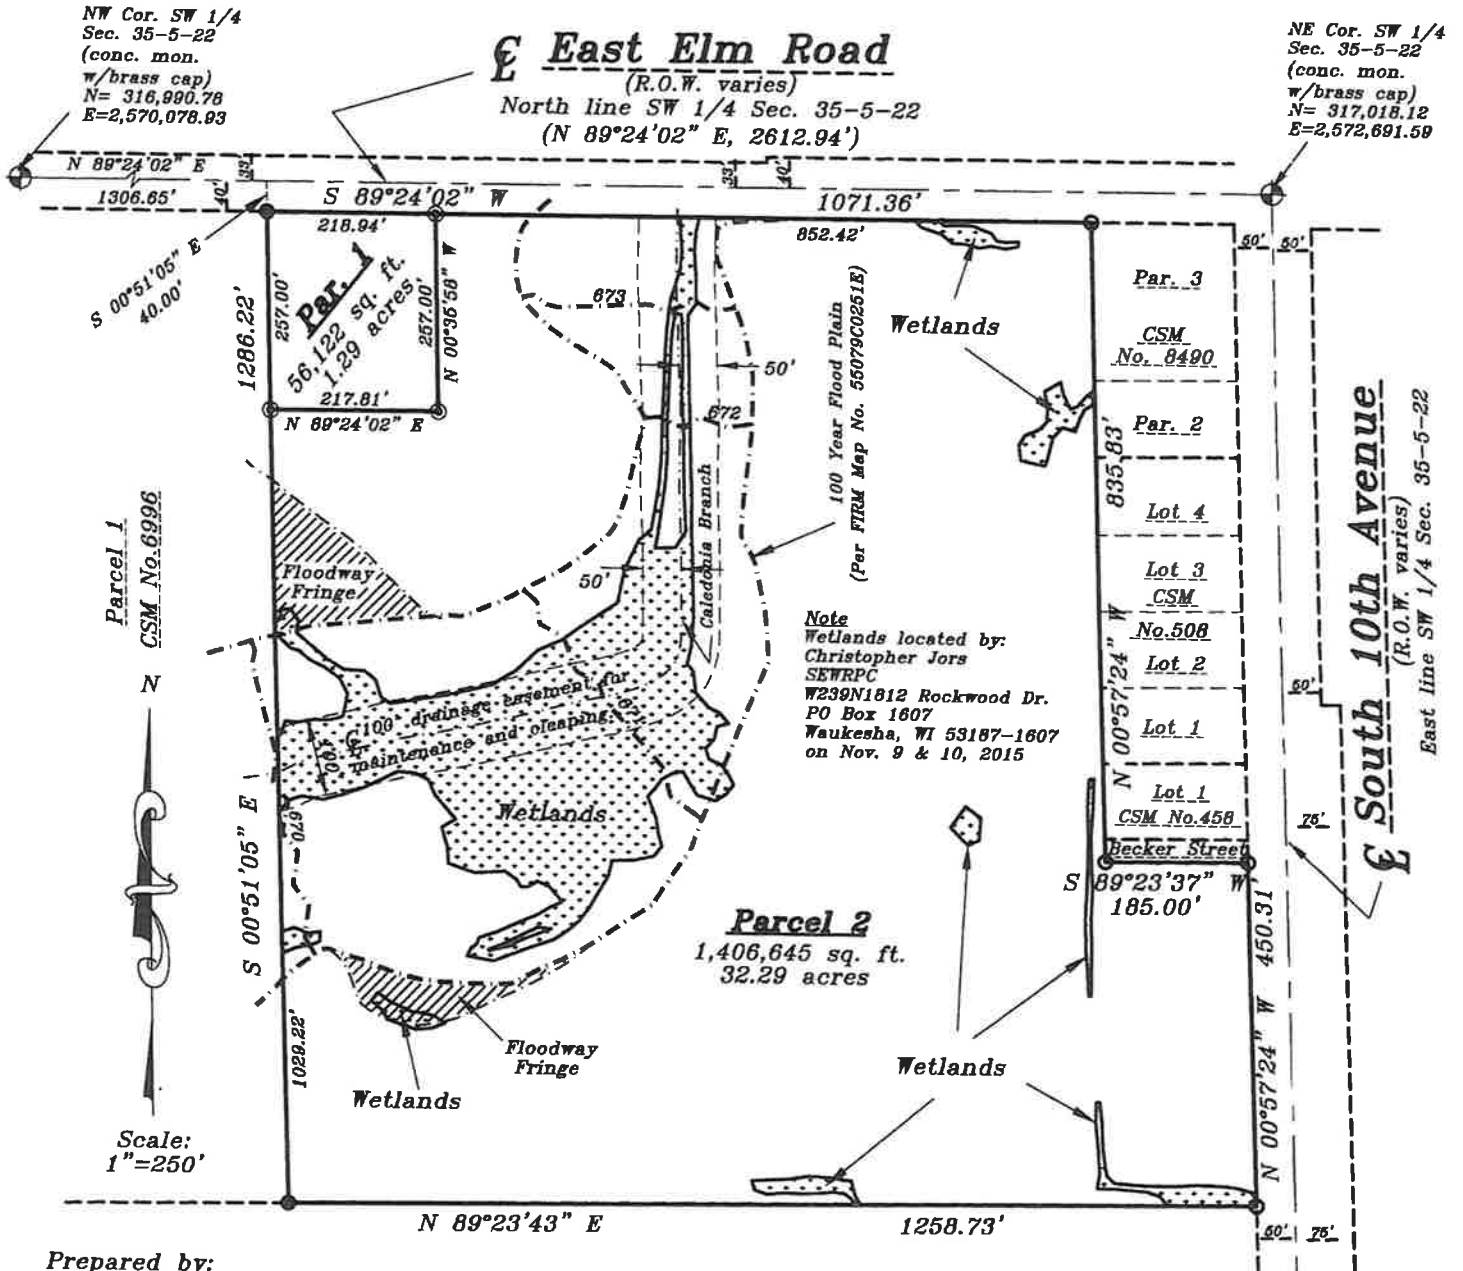 NW Cor. SW 1/4
Sec. 35-5-22
(conc. mon.
w/brass cap)
N= 316,990.78
E=2,570,078.93
℄ East Elm Road
(R.O.W. varies)
North line SW 1/4 Sec. 35-5-22
(N 89°24'02" E, 2612.94')
NE Cor. SW 1/4
Sec. 35-5-22
(conc. mon.
w/brass cap)
N= 317,018.12
E=2,572,691.59
N 89°24'02" E
1306.65'
33'
40'
S 89°24'02" W
33'
40'
1071.36'
218.94'
852.42'
S 00°51'05" E
40.00'
1286.22'
257.00'
Par. 1
56,122 sq. ft.
1.29 acres
257.00'
N 00°35'58" W
217.81'
N 89°24'02" E
673
50'
672
Caledonia Branch
100 Year Flood Plain
(Per FIRM Map No. 55079C0251E)
Wetlands
50'
50'
Par. 3
CSM
No. 8490
Par. 2
835.83'
N 00°57'24" W
Lot 4
Lot 3
CSM
No.508
Lot 2
Lot 1
Lot 1
CSM No.458
Becker Street
S 89°23'37" W
185.00'
℄ South 10th Avenue
(R.O.W. varies)
East line SW 1/4 Sec. 35-5-22
50'
75'
Parcel 1
CSM No.6996
N
Floodway
Fringe
50'
Note
Wetlands located by:
Christopher Jors
SEWRPC
W239N1812 Rockwood Dr.
PO Box 1607
Waukesha, WI 53187-1607
on Nov. 9 & 10, 2015
℄ 100' drainage easement for
maintenance and cleaping.
100'
Wetlands
670
S 00°51'05" E
1029.22'
Parcel 2
1,406,645 sq. ft.
32.29 acres
N 00°57'24" W 450.31'
Floodway
Fringe
Wetlands
Wetlands
Scale:
1"=250'
N 89°23'43" E
1258.73'
50'
75'
Prepared by: